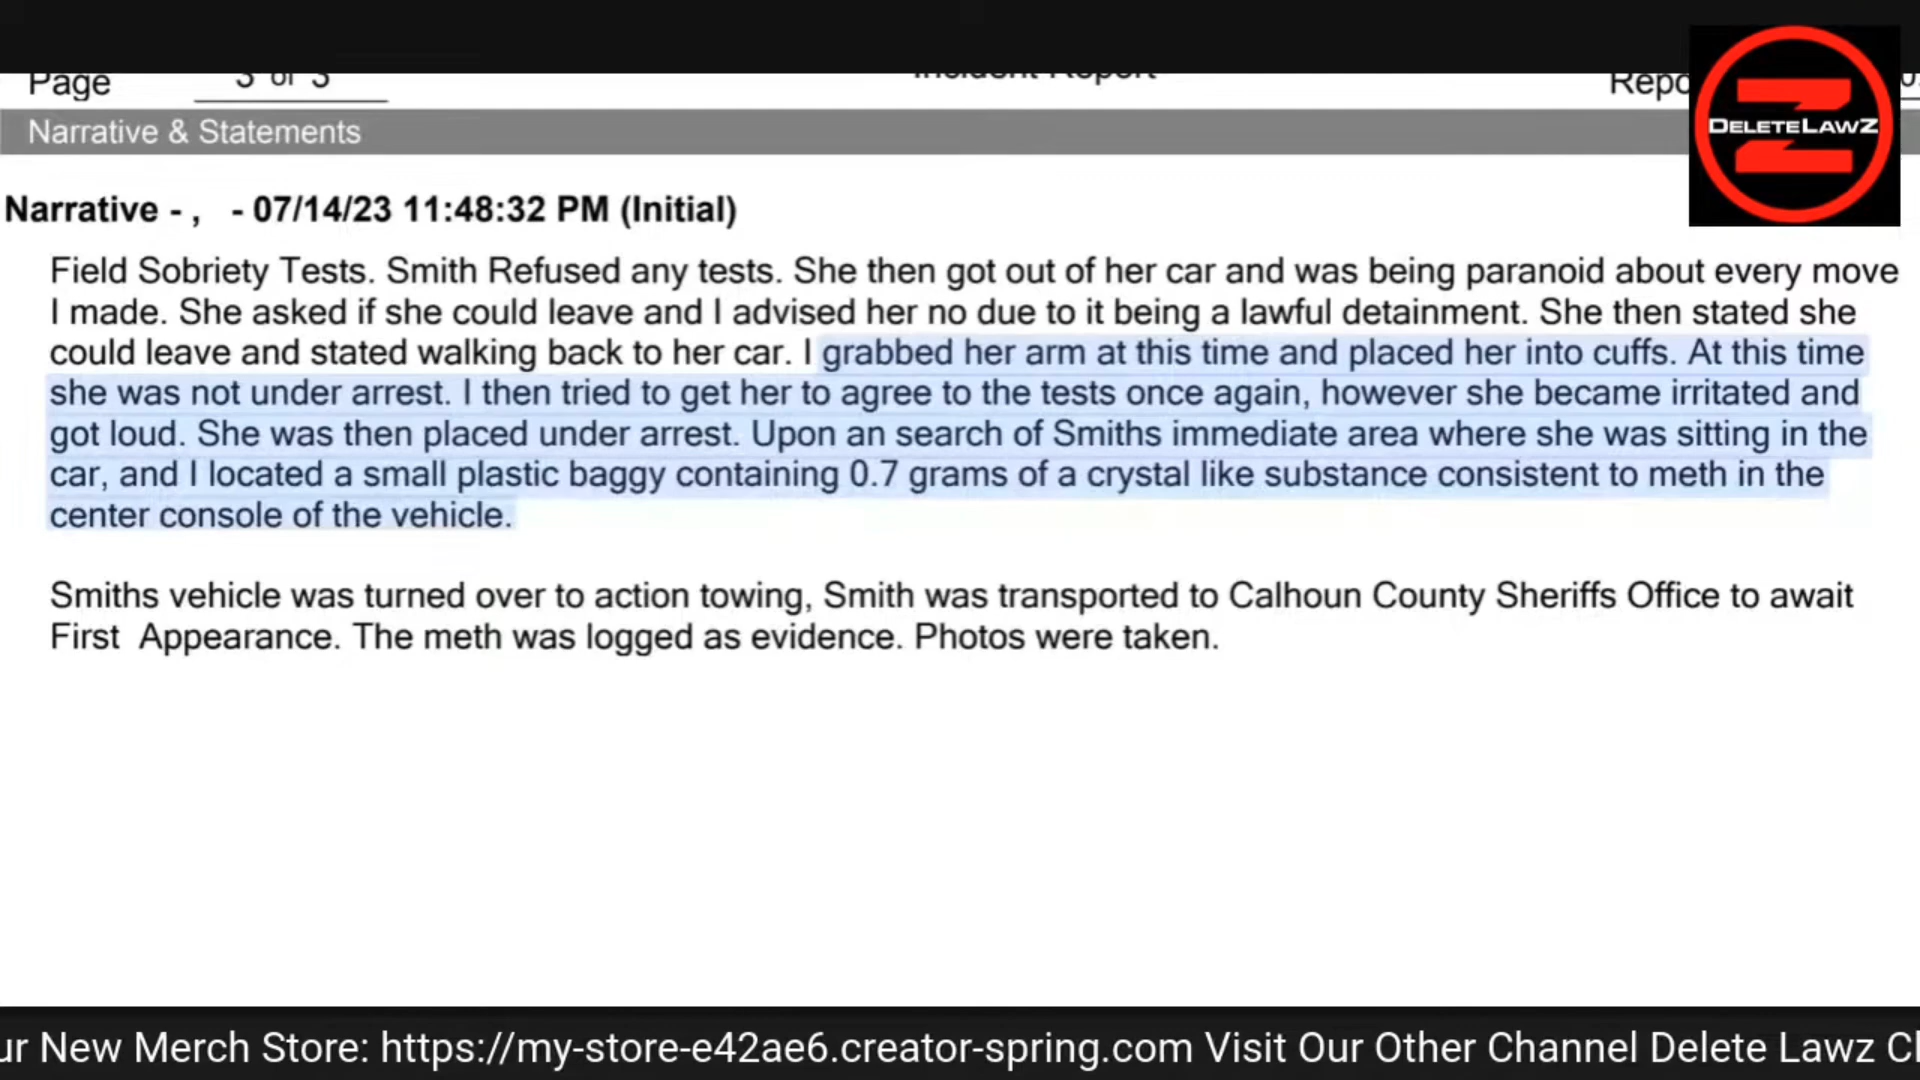 Page 3 of 3 Incident Report
Narrative & Statements
DELETELAWZ
Narrative - , - 07/14/23 11:48:32 PM (Initial)
Field Sobriety Tests. Smith Refused any tests. She then got out of her car and was being paranoid about every move
I made. She asked if she could leave and I advised her no due to it being a lawful detainment. She then stated she
could leave and stated walking back to her car. I grabbed her arm at this time and placed her into cuffs. At this time
she was not under arrest. I then tried to get her to agree to the tests once again, however she became irritated and
got loud. She was then placed under arrest. Upon an search of Smiths immediate area where she was sitting in the
car, and I located a small plastic baggy containing 0.7 grams of a crystal like substance consistent to meth in the
center console of the vehicle.
Smiths vehicle was turned over to action towing, Smith was transported to Calhoun County Sheriffs Office to await
First Appearance. The meth was logged as evidence. Photos were taken.
ur New Merch Store: https://my-store-e42ae6.creator-spring.com Visit Our Other Channel Delete Lawz